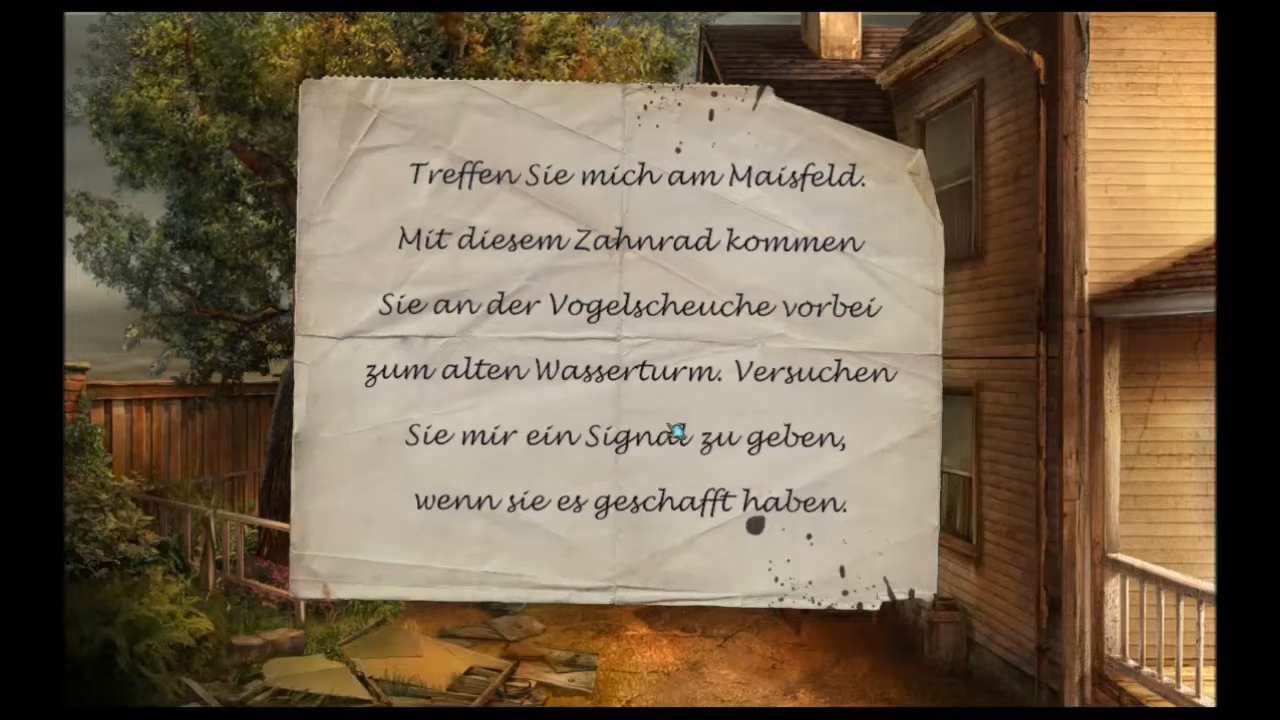 Treffen Sie mich am Maisfeld.
Mit diesem Zahnrad kommen
Sie an der Vogelscheuche vorbei
zum alten Wasserturm. Versuchen
Sie mir ein Signal zu geben,
wenn sie es geschafft haben.